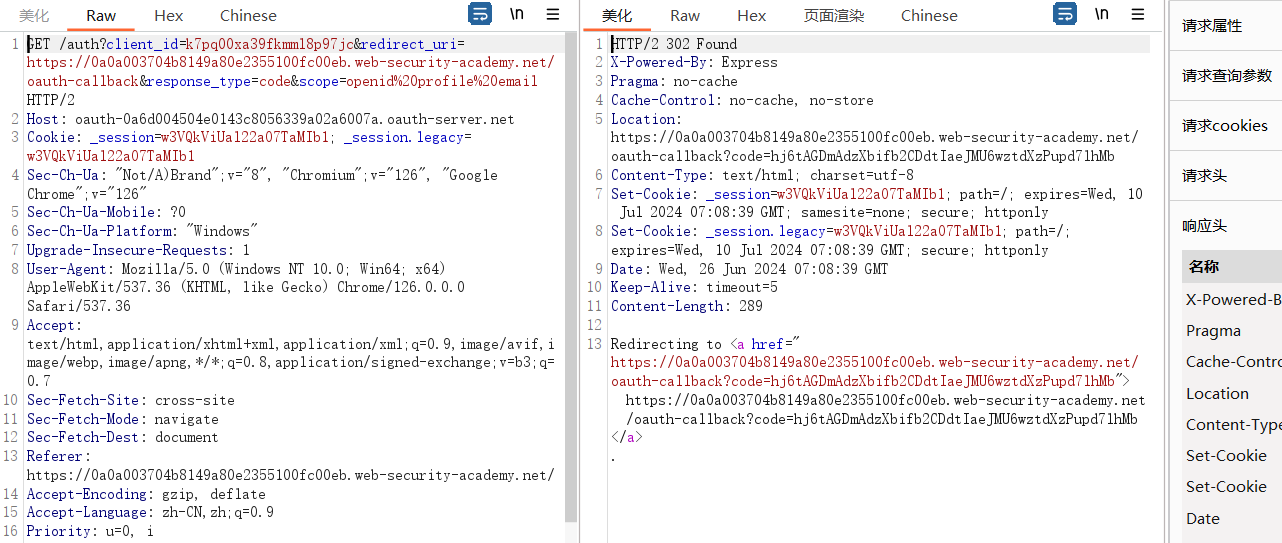 美化 Raw Hex Chinese \n
1 GET /auth?client_id=k7pq00xa39fkmml8p97jc&redirect_uri=
https://0a0a003704b8149a80e2355100fc00eb.web-security-academy.net/
oauth-callback&response_type=code&scope=openid%20profile%20email
HTTP/2
2 Host: oauth-0a6d004504e0143c8056339a02a6007a.oauth-server.net
3 Cookie: _session=w3VQkViUal22a07TaMIb1; _session.legacy=
w3VQkViUal22a07TaMIb1
4 Sec-Ch-Ua: "Not/A)Brand";v="8", "Chromium";v="126", "Google
Chrome";v="126"
5 Sec-Ch-Ua-Mobile: ?0
6 Sec-Ch-Ua-Platform: "Windows"
7 Upgrade-Insecure-Requests: 1
8 User-Agent: Mozilla/5.0 (Windows NT 10.0; Win64; x64)
AppleWebKit/537.36 (KHTML, like Gecko) Chrome/126.0.0.0
Safari/537.36
9 Accept:
text/html,application/xhtml+xml,application/xml;q=0.9,image/avif,i
mage/webp,image/apng,*/*;q=0.8,application/signed-exchange;v=b3;q=
0.7
10 Sec-Fetch-Site: cross-site
11 Sec-Fetch-Mode: navigate
12 Sec-Fetch-Dest: document
13 Referer:
https://0a0a003704b8149a80e2355100fc00eb.web-security-academy.net/
14 Accept-Encoding: gzip, deflate
15 Accept-Language: zh-CN,zh;q=0.9
16 Priority: u=0, i
美化 Raw Hex 页面渲染 Chinese \n
1 HTTP/2 302 Found
2 X-Powered-By: Express
3 Pragma: no-cache
4 Cache-Control: no-cache, no-store
5 Location:
https://0a0a003704b8149a80e2355100fc00eb.web-security-academy.net/
oauth-callback?code=hj6tAGDmAdzXbifb2CDdtIaeJMU6wztdXzPupd7lhMb
6 Content-Type: text/html; charset=utf-8
7 Set-Cookie: _session=w3VQkViUal22a07TaMIb1; path=/; expires=Wed, 10
Jul 2024 07:08:39 GMT; samesite=none; secure; httponly
8 Set-Cookie: _session.legacy=w3VQkViUal22a07TaMIb1; path=/;
expires=Wed, 10 Jul 2024 07:08:39 GMT; secure; httponly
9 Date: Wed, 26 Jun 2024 07:08:39 GMT
10 Keep-Alive: timeout=5
11 Content-Length: 289
12
13 Redirecting to <a href="
https://0a0a003704b8149a80e2355100fc00eb.web-security-academy.net/
oauth-callback?code=hj6tAGDmAdzXbifb2CDdtIaeJMU6wztdXzPupd7lhMb">
https://0a0a003704b8149a80e2355100fc00eb.web-security-academy.net
/oauth-callback?code=hj6tAGDmAdzXbifb2CDdtIaeJMU6wztdXzPupd7lhMb
</a>
.
请求属性
请求查询参数
请求cookies
请求头
响应头
名称
X-Powered-B
Pragma
Cache-Contro
Location
Content-Type
Set-Cookie
Set-Cookie
Date